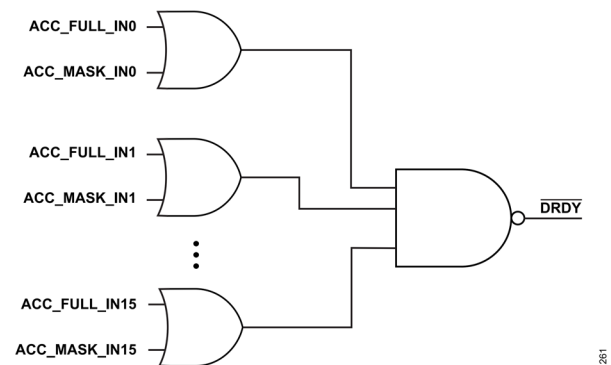 ACC_FULL_IN0
ACC_MASK_IN0
ACC_FULL_IN1
ACC_MASK_IN1
DRDY
ACC_FULL_IN15
ACC_MASK_IN15
261